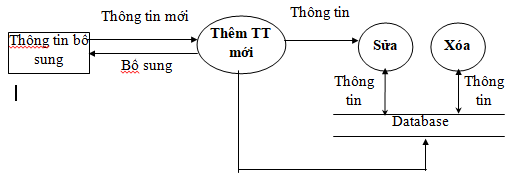 Thông tin mới
Thông tin
Thông tin bổ
sung
Thêm TT
mới
Sửa
Xóa
Bổ sung
Thông
tin
Thông
tin
Database